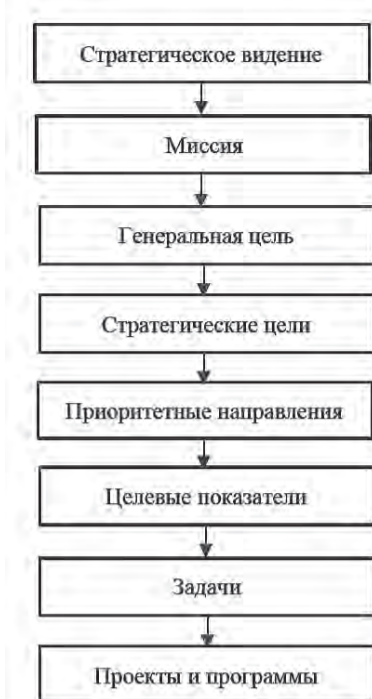 Стратегическое видение
Миссия
Генеральная цель
Стратегические цели
Приоритетные направления
Целевые показатели
Задачи
Проекты и программы